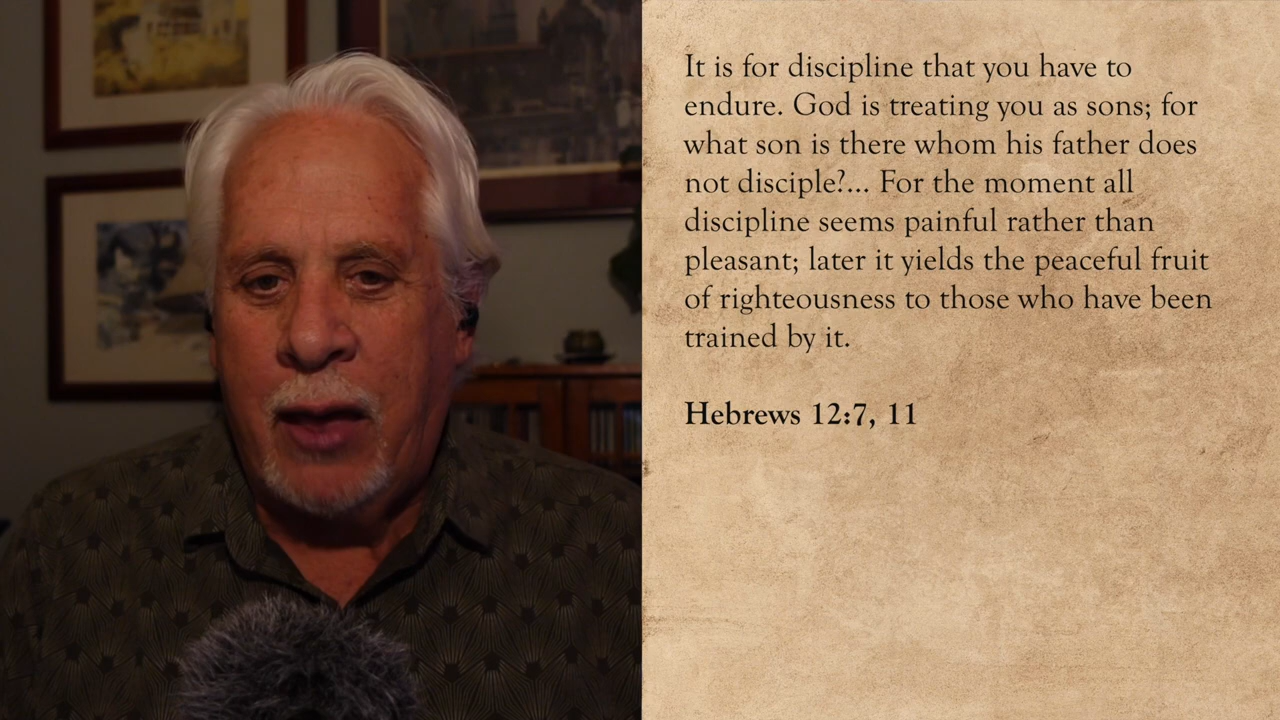 It is for discipline that you have to
endure. God is treating you as sons; for
what son is there whom his father does
not disciple?... For the moment all
discipline seems painful rather than
pleasant; later it yields the peaceful fruit
of righteousness to those who have been
trained by it.
Hebrews 12:7, 11